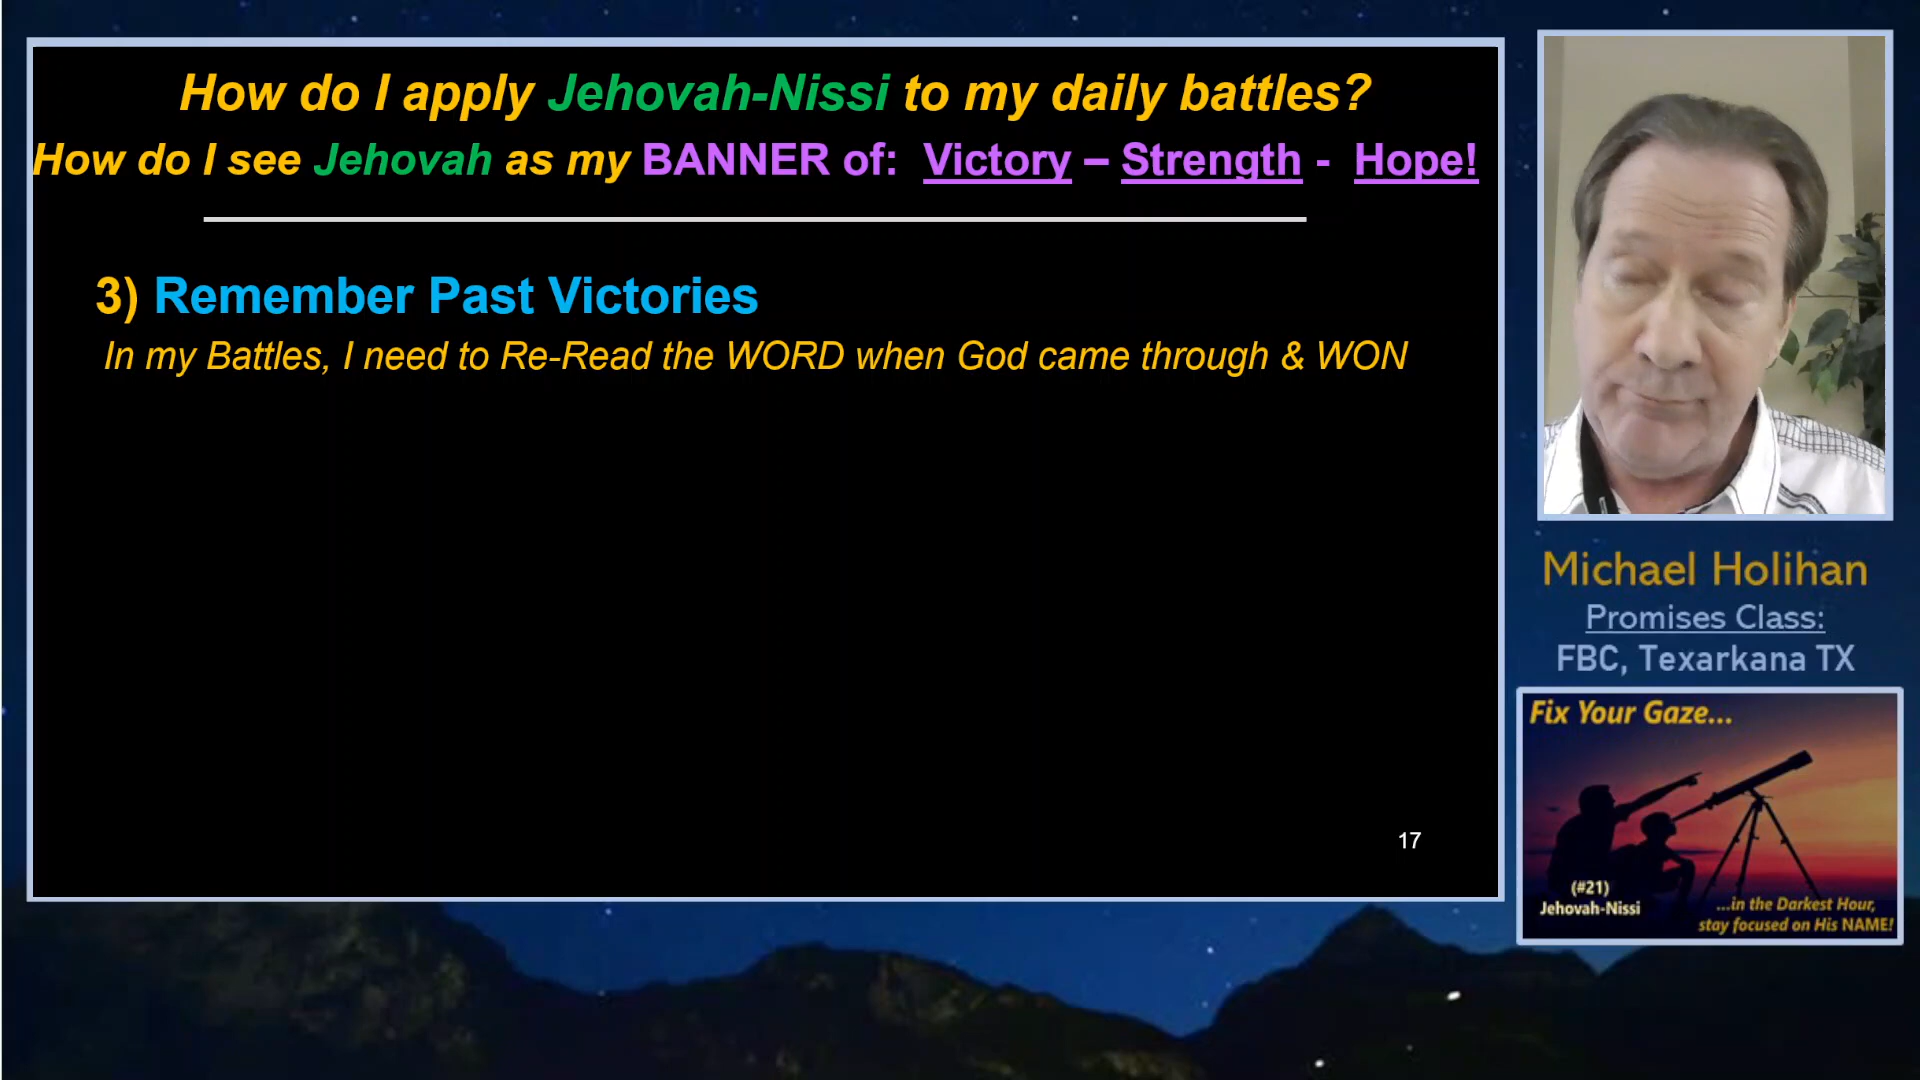 How do I apply Jehovah-Nissi to my daily battles?
How do I see Jehovah as my BANNER of: Victory – Strength - Hope!
3) Remember Past Victories
In my Battles, I need to Re-Read the WORD when God came through & WON
17
Michael Holihan
Promises Class:
FBC, Texarkana TX
Fix Your Gaze...
(#21)
Jehovah-Nissi
...in the Darkest Hour,
stay focused on His NAME!